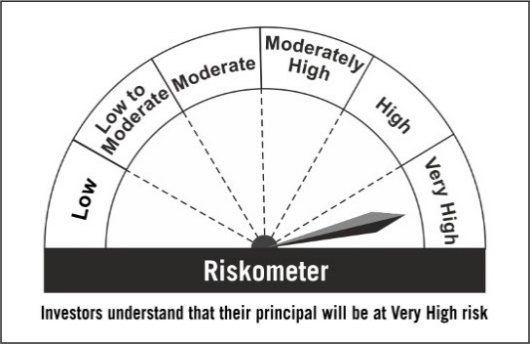 Low
Low to
Moderate
Moderate
Moderately
High
High
Very High
Riskometer
Investors understand that their principal will be at Very High risk